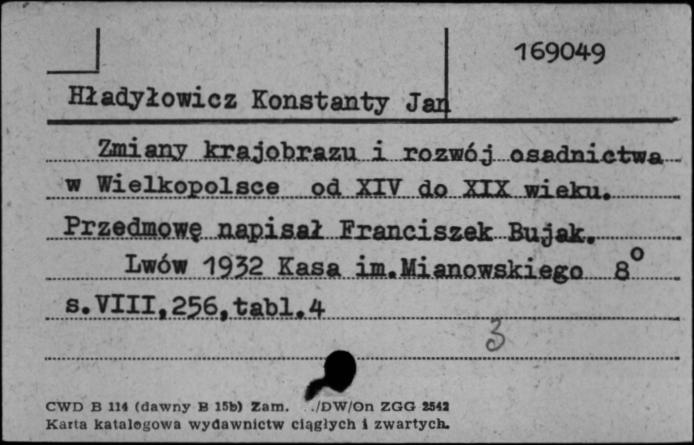 169049
Hładyłowicz Konstanty Jan
Zmiany krajobrazu i rozwój osadnictwa
w Wielkopolsce od XIV do XIX wieku.
Przedmowę napisał Franciszek Bujak.
Lwów 1932 Kasa im.Mianowskiego 8°
s.VIII,256,tabl.4
3
CWD B 114 (dawny B 15b) Zam. ./DW/On ZGG 2542
Karta katalogowa wydawnictw ciągłych i zwartych.